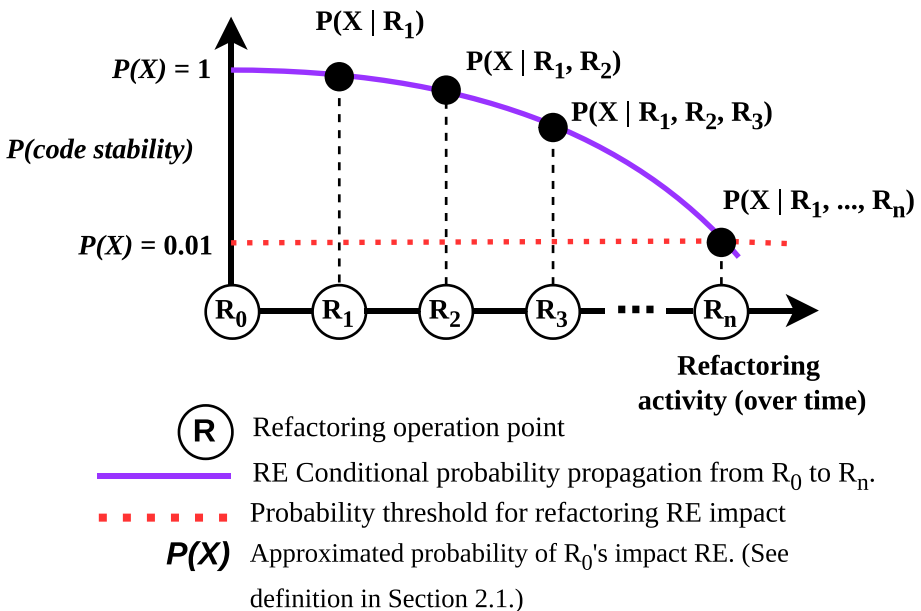 P(X | R1)
P(X) = 1
P(X | R1, R2)
P(X | R1, R2, R3)
P(code stability)
P(X | R1, ..., Rn)
P(X) = 0.01
R0 R1 R2 R3 ... Rn
Refactoring
activity (over time)
R Refactoring operation point
RE Conditional probability propagation from R0 to Rn.
Probability threshold for refactoring RE impact
P(X) Approximated probability of R0's impact RE. (See
definition in Section 2.1.)